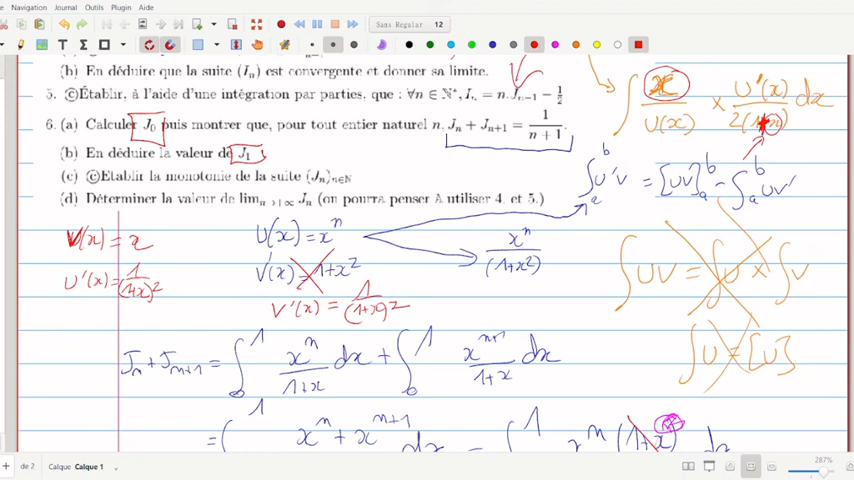 Navigation Journal Outils Plugins Aide
Sans Regular 12
(b) En déduire que la suite (Iₙ) est convergente et donner sa limite.
5. ©Établir, à l'aide d'une intégration par parties, que : ∀n ∈ ℕ*, Iₙ = n.Jₙ₋₁ − 1/2
6. (a) Calculer J₀ puis montrer que, pour tout entier naturel n, Jₙ + Jₙ₊₁ = 1/(n+1).
(b) En déduire la valeur de J₁
(c) ©Etablir la monotonie de la suite (Jₙ)n∈ℕ
(d) Déterminer la valeur de limₙ→+∞ Jₙ (on pourra penser à utiliser 4. et 5.)
∫ x/U(x) × U'(x)/2(1+x) dx
∫ₐᵇ U'V = [UV]ₐᵇ − ∫ₐᵇ UV'
V(x) = x
U'(x) = 1/(1+x)²
U(x) = xⁿ
V'(x) = 1+x²
V'(x) = 1/(1+x)²
xⁿ/(1+x²)
∫UV = ∫U × ∫V
∫U = [U]
Jₙ + Jₙ₊₁ = ∫₀¹ xⁿ/(1+x) dx + ∫₀¹ xⁿ⁺¹/(1+x) dx
= ∫¹ xⁿ + xⁿ⁺¹ dx = ∫¹ xⁿ (1+x) dx
287%
de 2 Calque Calque 1